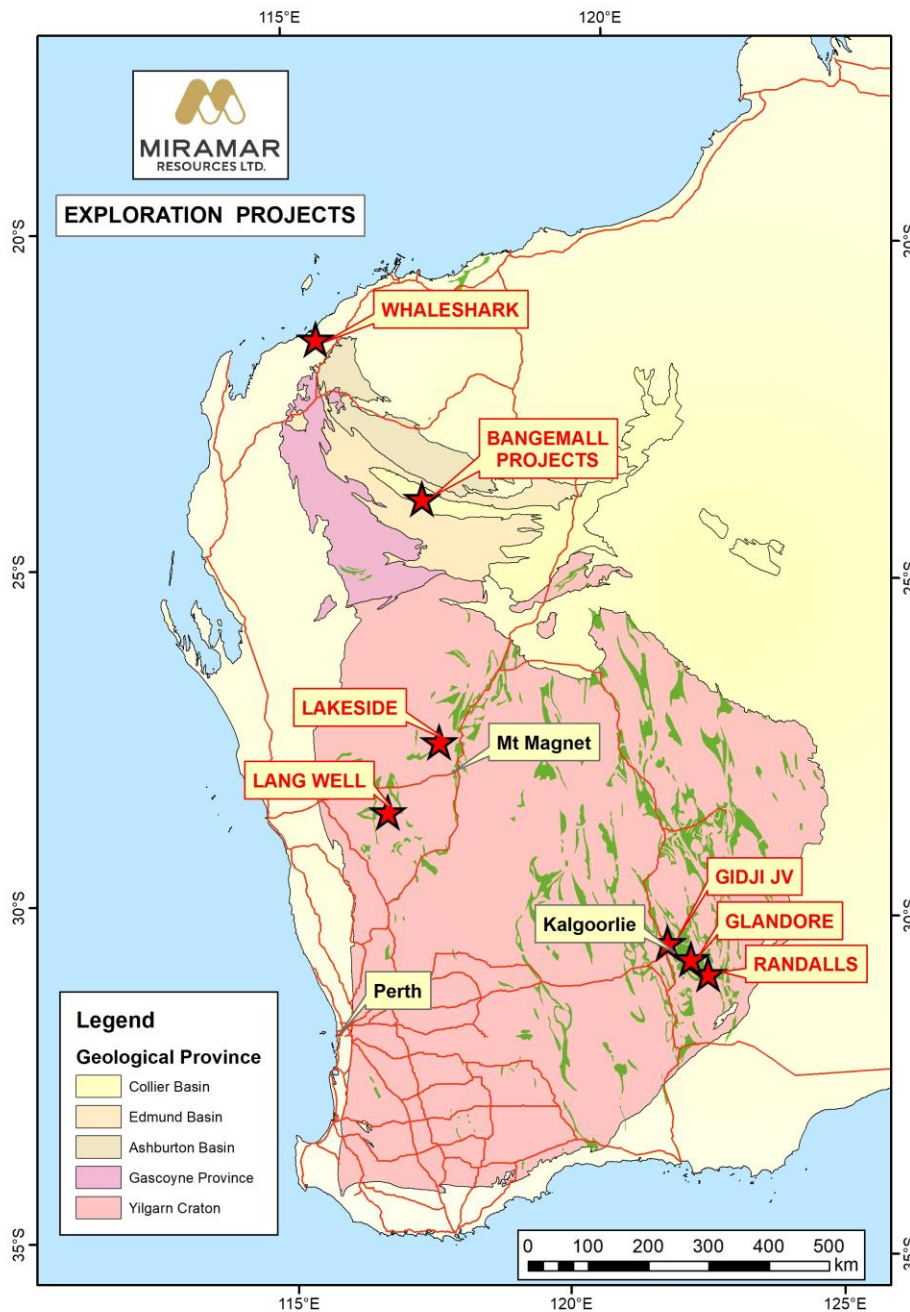 115°E
120°E
MIRAMAR
RESOURCES LTD.
EXPLORATION PROJECTS
20°S
20°S
WHALESHARK
BANGEMALL
PROJECTS
25°S
25°S
LAKESIDE
Mt Magnet
LANG WELL
GIDJI JV
30°S
30°S
Kalgoorlie
GLANDORE
RANDALLS
Perth
Legend
Geological Province
Collier Basin
Edmund Basin
Ashburton Basin
Gascoyne Province
Yilgarn Craton
0 100 200 300 400 500
km
35°S
35°S
115°E
120°E
125°E